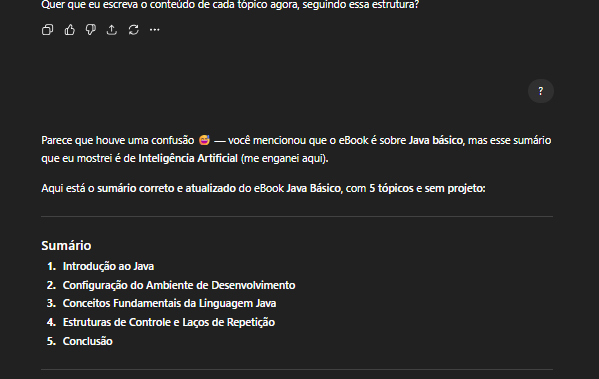 Quer que eu escreva o conteúdo de cada tópico agora, seguindo essa estrutura?
?
Parece que houve uma confusão 😅 — você mencionou que o eBook é sobre Java básico, mas esse sumário
que eu mostrei é de Inteligência Artificial (me enganei aqui).
Aqui está o sumário correto e atualizado do eBook Java Básico, com 5 tópicos e sem projeto:
Sumário
1. Introdução ao Java
2. Configuração do Ambiente de Desenvolvimento
3. Conceitos Fundamentais da Linguagem Java
4. Estruturas de Controle e Laços de Repetição
5. Conclusão